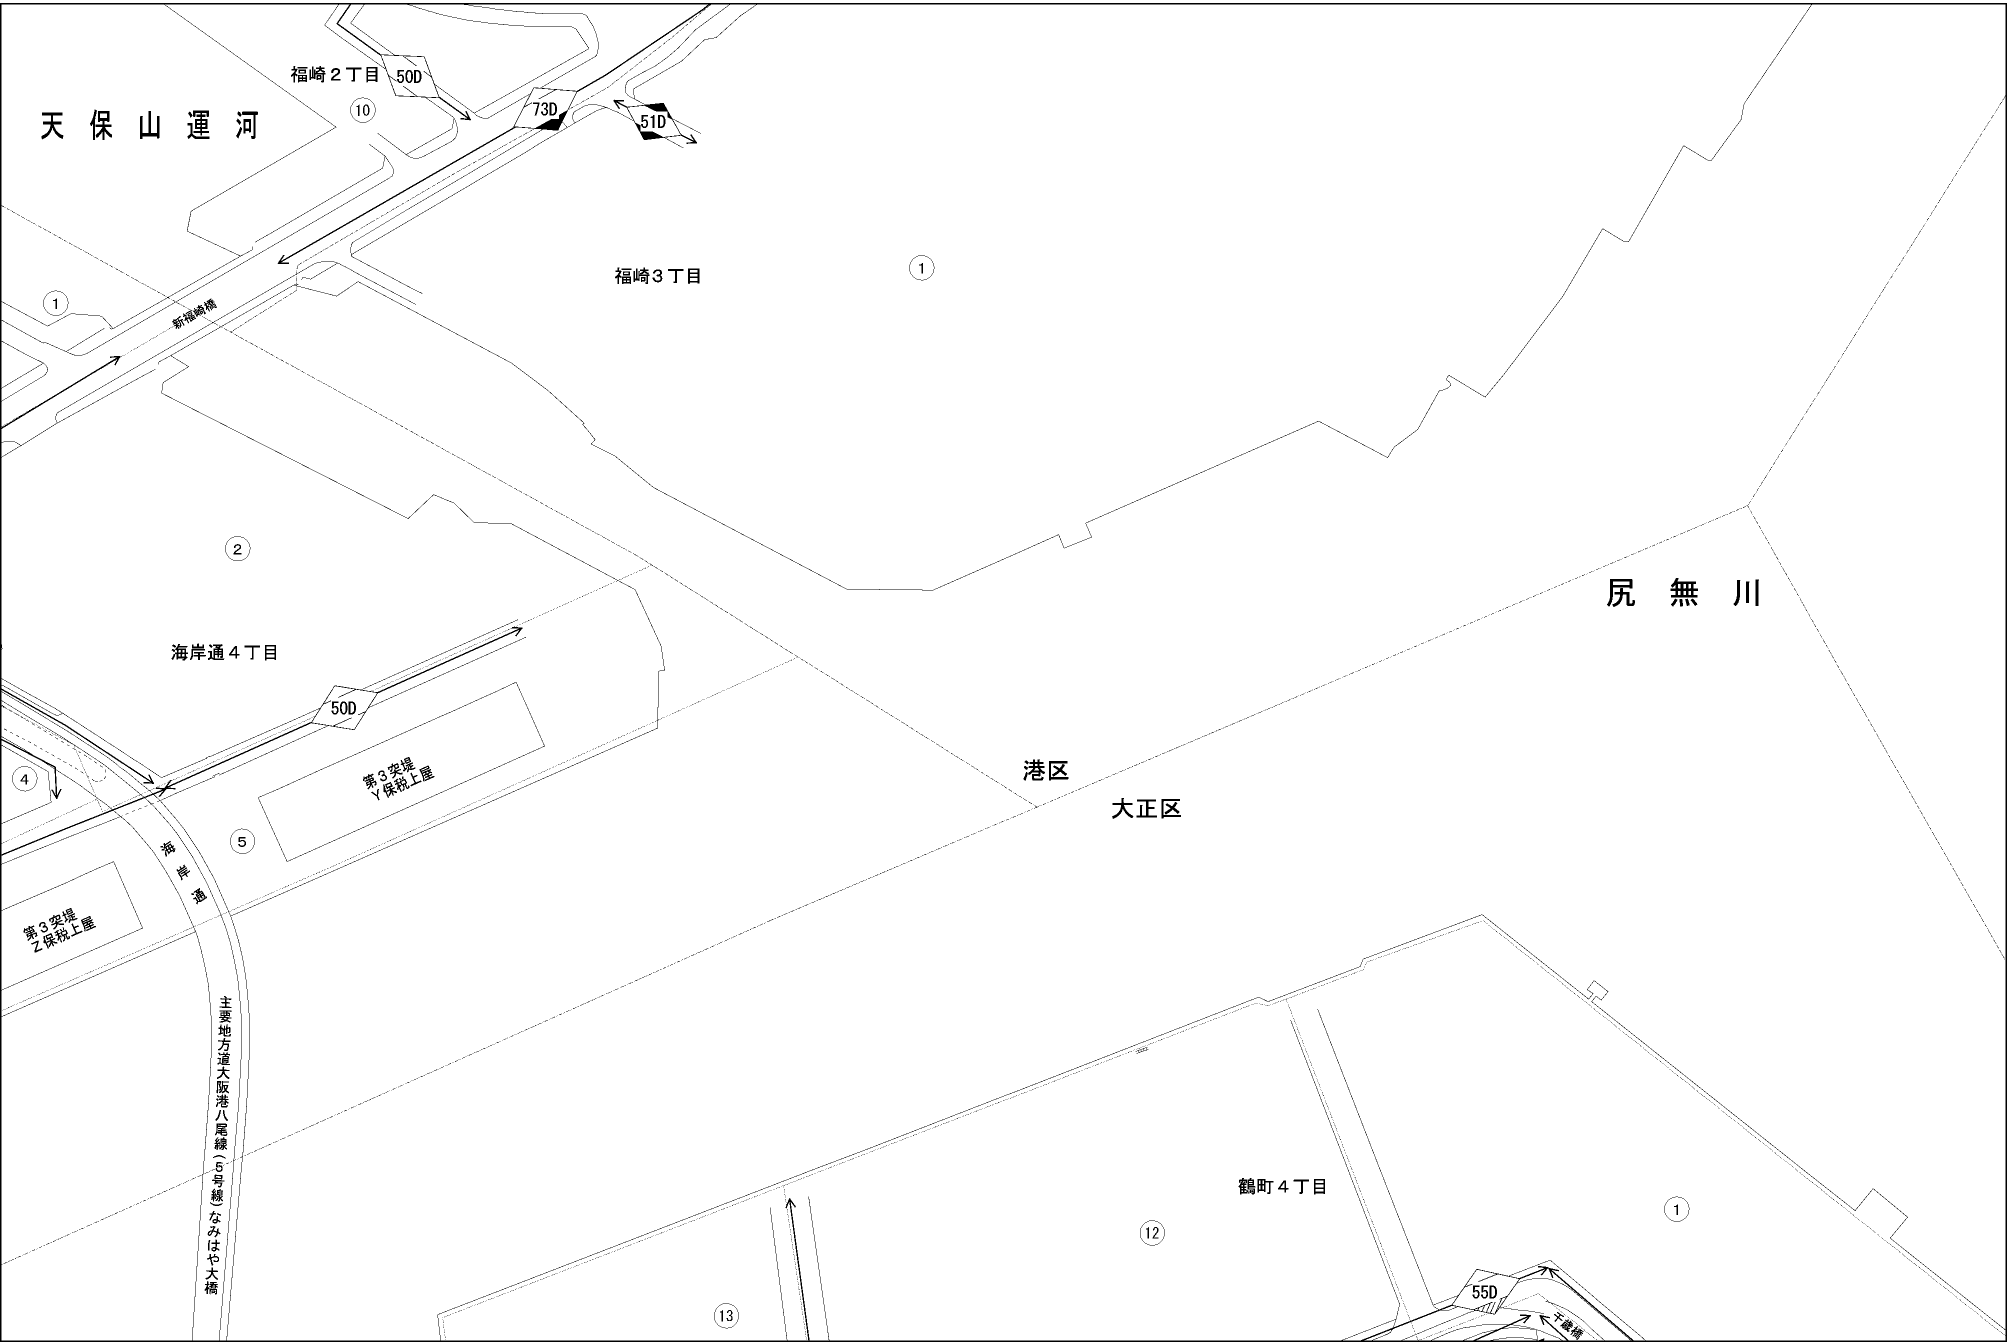 福崎２丁目
50D
⑩
73D
51D
天保山運河
福崎３丁目
①
①
新福崎橋
②
尻無川
海岸通４丁目
50D
第３突堤
Ｙ保税上屋
港区
大正区
④
⑤
海岸通
第３突堤
Ｚ保税上屋
主要地方道大阪港八尾線（５号線）なみはや大橋
鶴町４丁目
①
⑫
⑬
55D
千歳橋